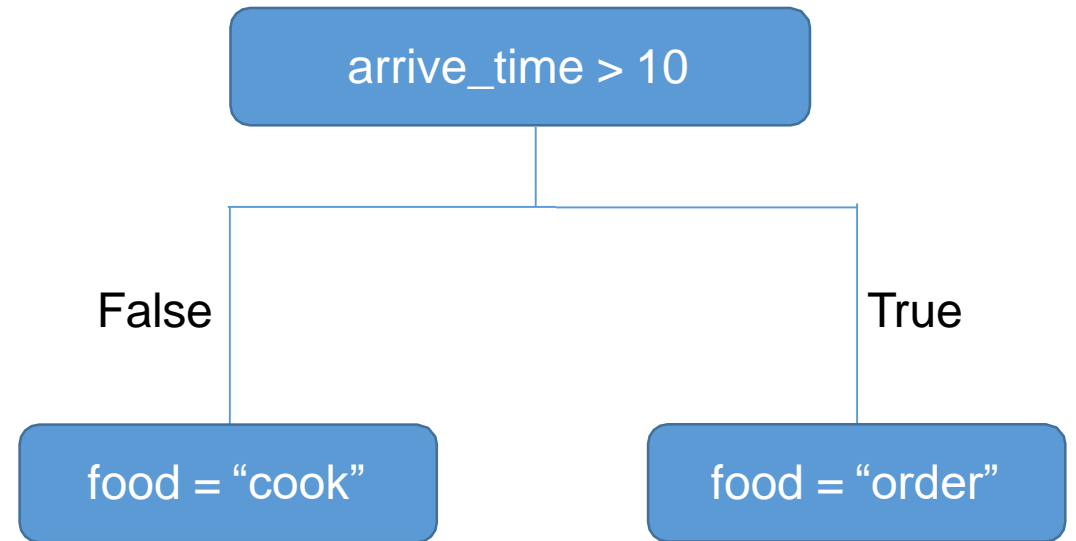 arrive_time > 10
False
True
food = “cook”
food = “order”